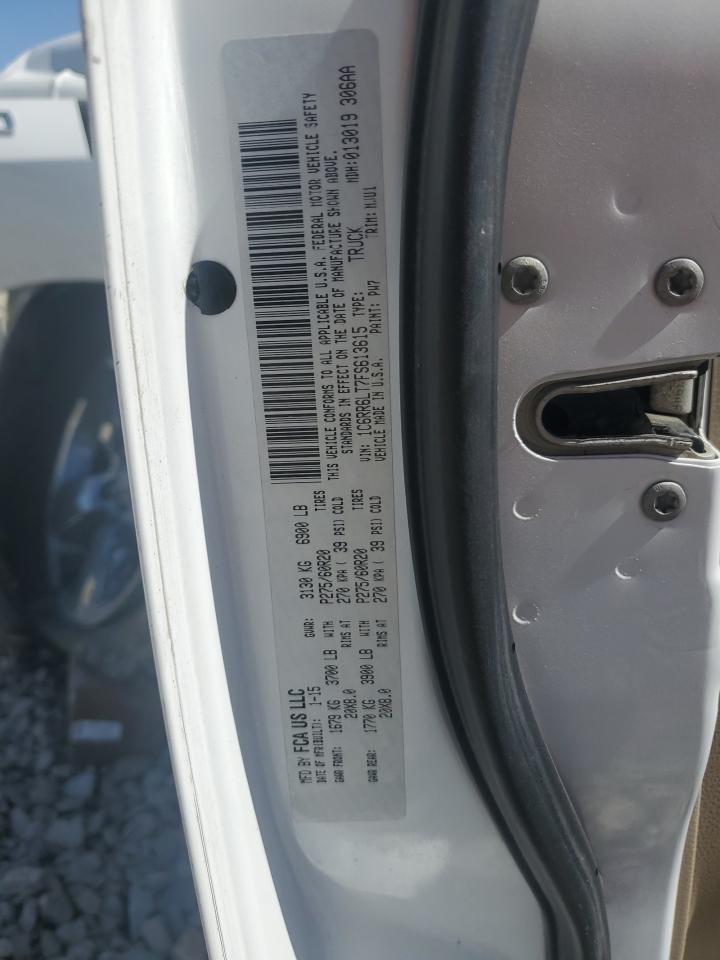 MFD BY FCA US LLC
DATE OF MFR(BUILT): 1-15 GVWR: 3130 KG 6900 LB
GAWR FRONT: 1679 KG 3700 LB WITH P275/60R20 TIRES
20X8.0 RIMS AT 270 KPA ( 39 PSI) COLD
GAWR REAR: 1770 KG 3900 LB WITH P275/60R20 TIRES
20X8.0 RIMS AT 270 KPA ( 39 PSI) COLD
THIS VEHICLE CONFORMS TO ALL APPLICABLE U.S.A. FEDERAL MOTOR VEHICLE SAFETY
STANDARDS IN EFFECT ON THE DATE OF MANUFACTURE SHOWN ABOVE.
VIN: 1C6RR6LT7FS613615 TYPE: TRUCK MDH:013019 306AA
VEHICLE MADE IN U.S.A. PAINT: PW7 TRIM: MJU1